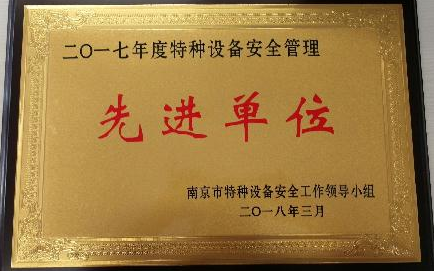 二〇一七年度特种设备安全管理
先进单位
南京市特种设备安全工作领导小组
二〇一八年三月